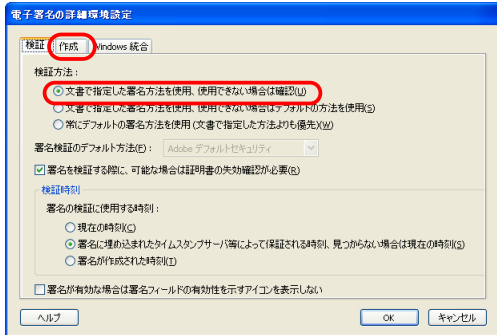 電子署名の詳細環境設定
検証 作成 Windows 統合
検証方法：
文書で指定した署名方法を使用、使用できない場合は確認(U)
文書で指定した署名方法を使用、使用できない場合はデフォルトの方法を使用(S)
常にデフォルトの署名方法を使用 (文書で指定した方法よりも優先)(W)
署名検証のデフォルト方法(E)： Adobe デフォルトセキュリティ
署名を検証する際に、可能な場合は証明書の失効確認が必要(R)
検証時刻
署名の検証に使用する時刻：
現在の時刻(C)
署名に埋め込まれたタイムスタンプサーバ等によって保証される時刻、見つからない場合は現在の時刻(S)
署名が作成された時刻(T)
署名が有効な場合は署名フィールドの有効性を示すアイコンを表示しない
ヘルプ OK キャンセル